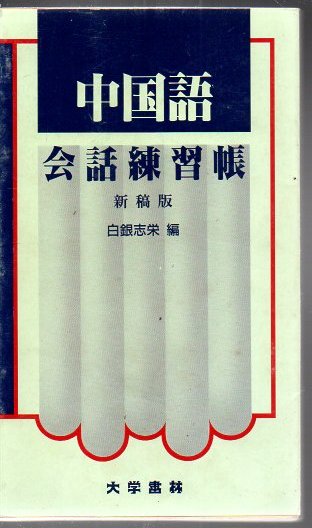 中国語
会話練習帳
新稿版
白銀志栄 編
大学書林